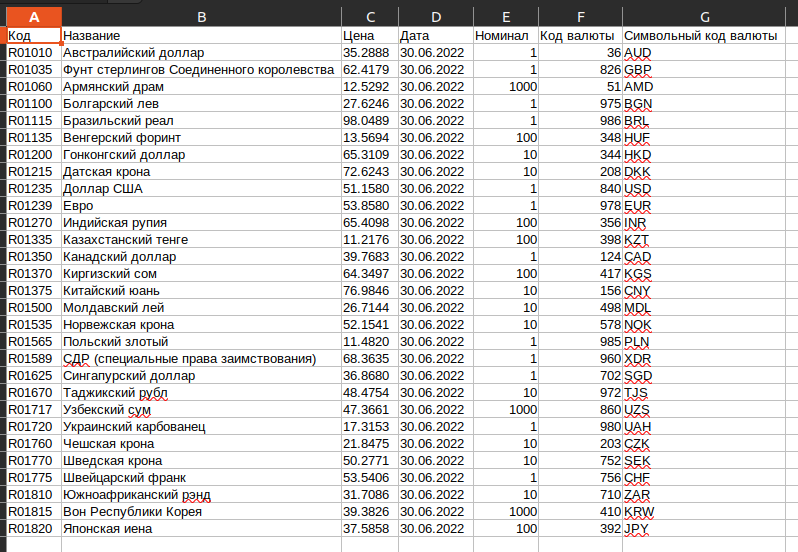 A B C D E F G
Код Название Цена Дата Номинал Код валюты Символьный код валюты
R01010 Австралийский доллар 35.2888 30.06.2022 1 36 AUD
R01035 Фунт стерлингов Соединенного королевства 62.4179 30.06.2022 1 826 GBP
R01060 Армянский драм 12.5292 30.06.2022 1000 51 AMD
R01100 Болгарский лев 27.6246 30.06.2022 1 975 BGN
R01115 Бразильский реал 98.0489 30.06.2022 1 986 BRL
R01135 Венгерский форинт 13.5694 30.06.2022 100 348 HUF
R01200 Гонконгский доллар 65.3109 30.06.2022 10 344 HKD
R01215 Датская крона 72.6243 30.06.2022 10 208 DKK
R01235 Доллар США 51.1580 30.06.2022 1 840 USD
R01239 Евро 53.8580 30.06.2022 1 978 EUR
R01270 Индийская рупия 65.4098 30.06.2022 100 356 INR
R01335 Казахстанский тенге 11.2176 30.06.2022 100 398 KZT
R01350 Канадский доллар 39.7683 30.06.2022 1 124 CAD
R01370 Киргизский сом 64.3497 30.06.2022 100 417 KGS
R01375 Китайский юань 76.9846 30.06.2022 10 156 CNY
R01500 Молдавский лей 26.7144 30.06.2022 10 498 MDL
R01535 Норвежская крона 52.1541 30.06.2022 10 578 NOK
R01565 Польский злотый 11.4820 30.06.2022 1 985 PLN
R01589 СДР (специальные права заимствования) 68.3635 30.06.2022 1 960 XDR
R01625 Сингапурский доллар 36.8680 30.06.2022 1 702 SGD
R01670 Таджикский рубл 48.4754 30.06.2022 10 972 TJS
R01717 Узбекский сум 47.3661 30.06.2022 1000 860 UZS
R01720 Украинский карбованец 17.3153 30.06.2022 1 980 UAH
R01760 Чешская крона 21.8475 30.06.2022 10 203 CZK
R01770 Шведская крона 50.2771 30.06.2022 10 752 SEK
R01775 Швейцарский франк 53.5406 30.06.2022 1 756 CHF
R01810 Южноафриканский рэнд 31.7086 30.06.2022 10 710 ZAR
R01815 Вон Республики Корея 39.3826 30.06.2022 1000 410 KRW
R01820 Японская иена 37.5858 30.06.2022 100 392 JPY